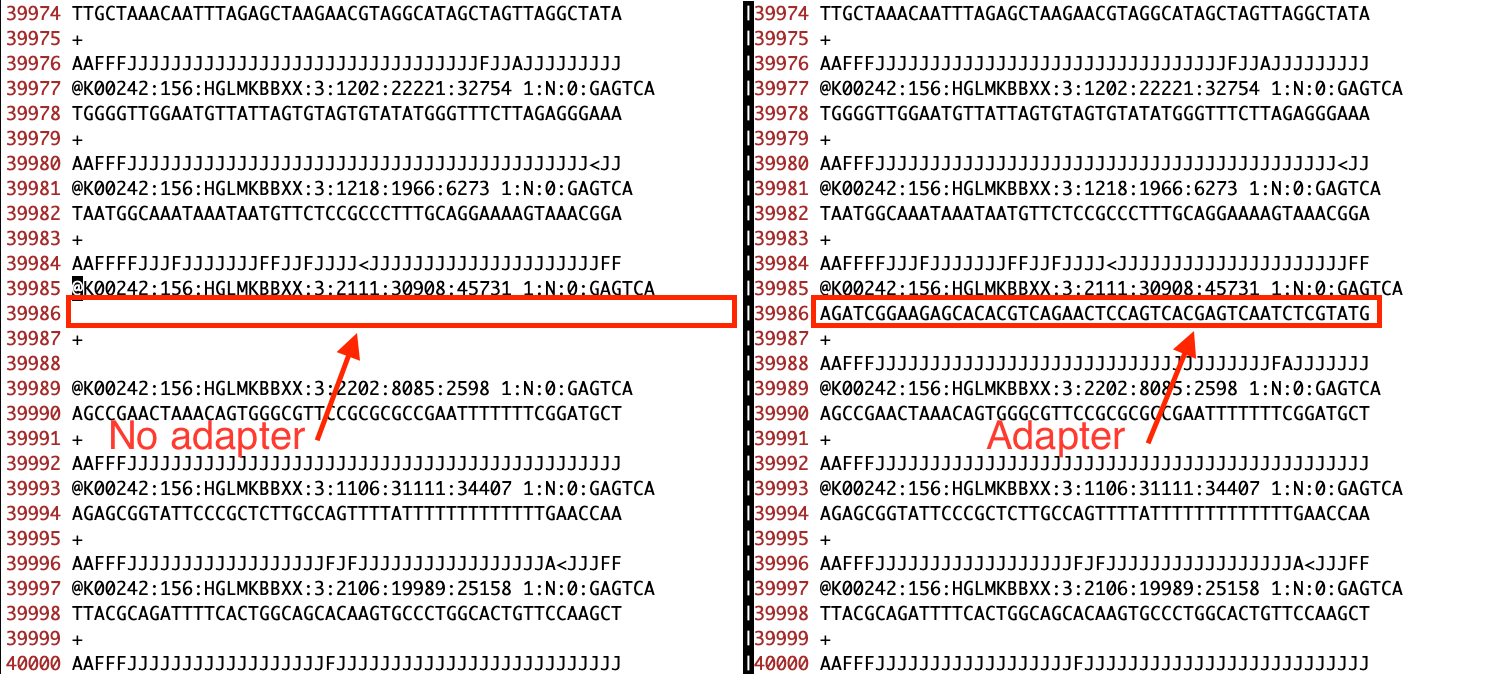 39974 TTGCTAAACAATTTAGAGCTAAGAACGTAGGCATAGCTAGTTAGGCTATA
39975 +
39976 AAFFFJJJJJJJJJJJJJJJJJJJJJJJJJJJJJJJJFJJAJJJJJJJJJ
39977 @K00242:156:HGLMKBBXX:3:1202:22221:32754 1:N:0:GAGTCA
39978 TGGGGTTGGAATGTTATTAGTGTAGTGTATATGGGTTTCTTAGAGGGAAA
39979 +
39980 AAFFFJJJJJJJJJJJJJJJJJJJJJJJJJJJJJJJJJJJJJJJJJJ<JJ
39981 @K00242:156:HGLMKBBXX:3:1218:1966:6273 1:N:0:GAGTCA
39982 TAATGGCAAATAAATAATGTTCTCCGCCCTTTGCAGGAAAAGTAAACGGA
39983 +
39984 AAFFFFJJJFJJJJJJJFFJJFJJJJ<JJJJJJJJJJJJJJJJJJJJJFF
39985 @K00242:156:HGLMKBBXX:3:2111:30908:45731 1:N:0:GAGTCA
39986
39987 +
39988
39989 @K00242:156:HGLMKBBXX:3:2202:8085:2598 1:N:0:GAGTCA
39990 AGCCGAACTAAACAGTGGGCGTTCCGCGCGCCGAATTTTTTTCGGATGCT
39991 +
No adapter
39992 AAFFFJJJJJJJJJJJJJJJJJJJJJJJJJJJJJJJJJJJJJJJJJJJJJ
39993 @K00242:156:HGLMKBBXX:3:1106:31111:34407 1:N:0:GAGTCA
39994 AGAGCGGTATTCCCGCTCTTGCCAGTTTTATTTTTTTTTTTTTGAACCAA
39995 +
39996 AAFFFJJJJJJJJJJJJJJJJJJFJFJJJJJJJJJJJJJJJJJA<JJJFF
39997 @K00242:156:HGLMKBBXX:3:2106:19989:25158 1:N:0:GAGTCA
39998 TTACGCAGATTTTCACTGGCAGCACAAGTGCCCTGGCACTGTTCCAAGCT
39999 +
40000 AAFFFJJJJJJJJJJJJJJJJJJFJJJJJJJJJJJJJJJJJJJJJJJJJJ
39974 TTGCTAAACAATTTAGAGCTAAGAACGTAGGCATAGCTAGTTAGGCTATA
39975 +
39976 AAFFFJJJJJJJJJJJJJJJJJJJJJJJJJJJJJJJJFJJAJJJJJJJJJ
39977 @K00242:156:HGLMKBBXX:3:1202:22221:32754 1:N:0:GAGTCA
39978 TGGGGTTGGAATGTTATTAGTGTAGTGTATATGGGTTTCTTAGAGGGAAA
39979 +
39980 AAFFFJJJJJJJJJJJJJJJJJJJJJJJJJJJJJJJJJJJJJJJJJJ<JJ
39981 @K00242:156:HGLMKBBXX:3:1218:1966:6273 1:N:0:GAGTCA
39982 TAATGGCAAATAAATAATGTTCTCCGCCCTTTGCAGGAAAAGTAAACGGA
39983 +
39984 AAFFFFJJJFJJJJJJJFFJJFJJJJ<JJJJJJJJJJJJJJJJJJJJJFF
39985 @K00242:156:HGLMKBBXX:3:2111:30908:45731 1:N:0:GAGTCA
39986 AGATCGGAAGAGCACACGTCAGAACTCCAGTCACGAGTCAATCTCGTATG
39987 +
39988 AAFFFJJJJJJJJJJJJJJJJJJJJJJJJJJJJJJJJJJJJFAJJJJJJJ
39989 @K00242:156:HGLMKBBXX:3:2202:8085:2598 1:N:0:GAGTCA
39990 AGCCGAACTAAACAGTGGGCGTTCCGCGCGCCGAATTTTTTTCGGATGCT
39991 +
Adapter
39992 AAFFFJJJJJJJJJJJJJJJJJJJJJJJJJJJJJJJJJJJJJJJJJJJJJ
39993 @K00242:156:HGLMKBBXX:3:1106:31111:34407 1:N:0:GAGTCA
39994 AGAGCGGTATTCCCGCTCTTGCCAGTTTTATTTTTTTTTTTTTGAACCAA
39995 +
39996 AAFFFJJJJJJJJJJJJJJJJJJFJFJJJJJJJJJJJJJJJJJA<JJJFF
39997 @K00242:156:HGLMKBBXX:3:2106:19989:25158 1:N:0:GAGTCA
39998 TTACGCAGATTTTCACTGGCAGCACAAGTGCCCTGGCACTGTTCCAAGCT
39999 +
40000 AAFFFJJJJJJJJJJJJJJJJJJFJJJJJJJJJJJJJJJJJJJJJJJJJJ